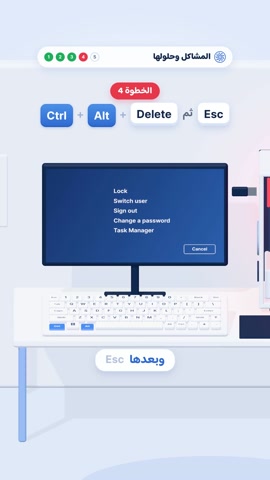 المشاكل وحلولها
1 2 3 4 5
الخطوة 4
Ctrl + Alt + Delete ثم Esc
Lock
Switch user
Sign out
Change a password
Task Manager
Cancel
وبعدها Esc